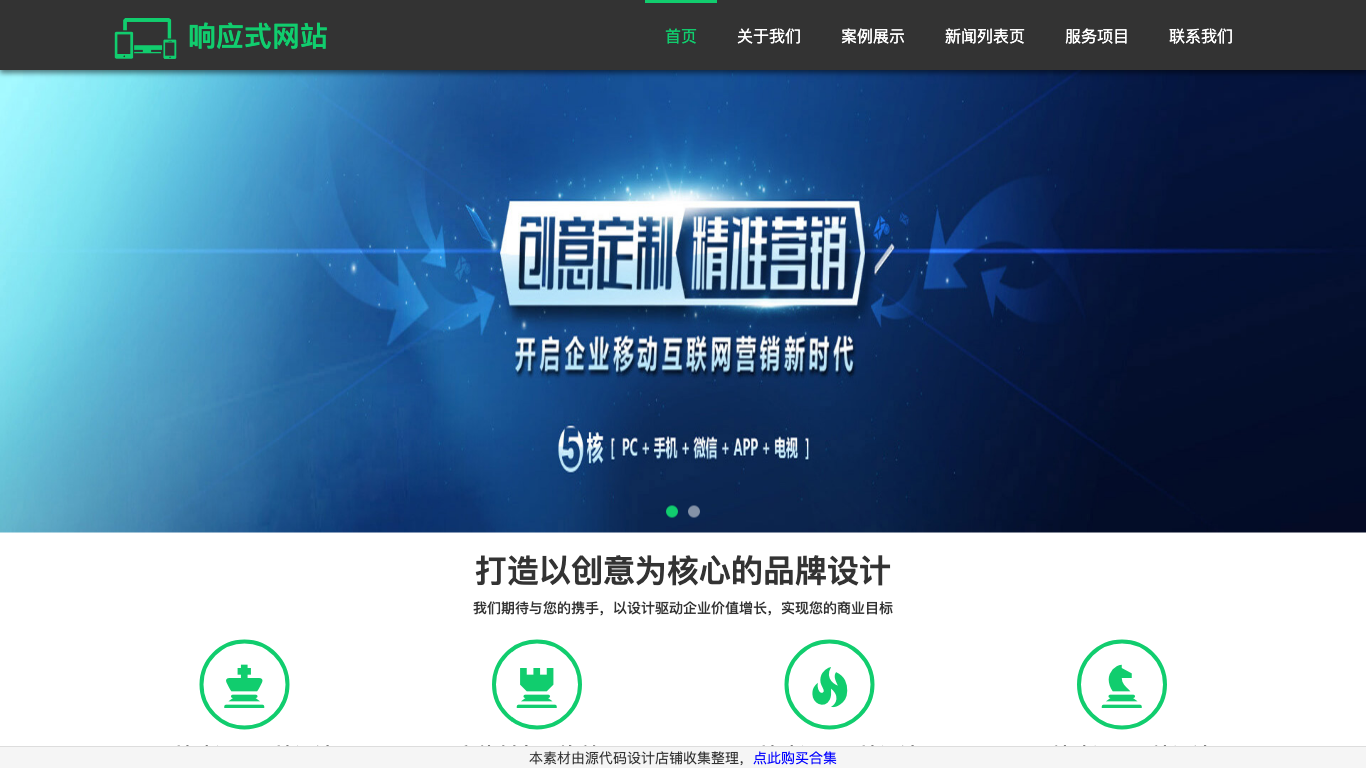 响应式网站
首页 关于我们 案例展示 新闻列表页 服务项目 联系我们
创意定制 精准营销
开启企业移动互联网营销新时代
5核 [ PC + 手机 + 微信 + APP + 电视 ]
打造以创意为核心的品牌设计
我们期待与您的携手，以设计驱动企业价值增长，实现您的商业目标
本素材由源代码设计店铺收集整理，点此购买合集